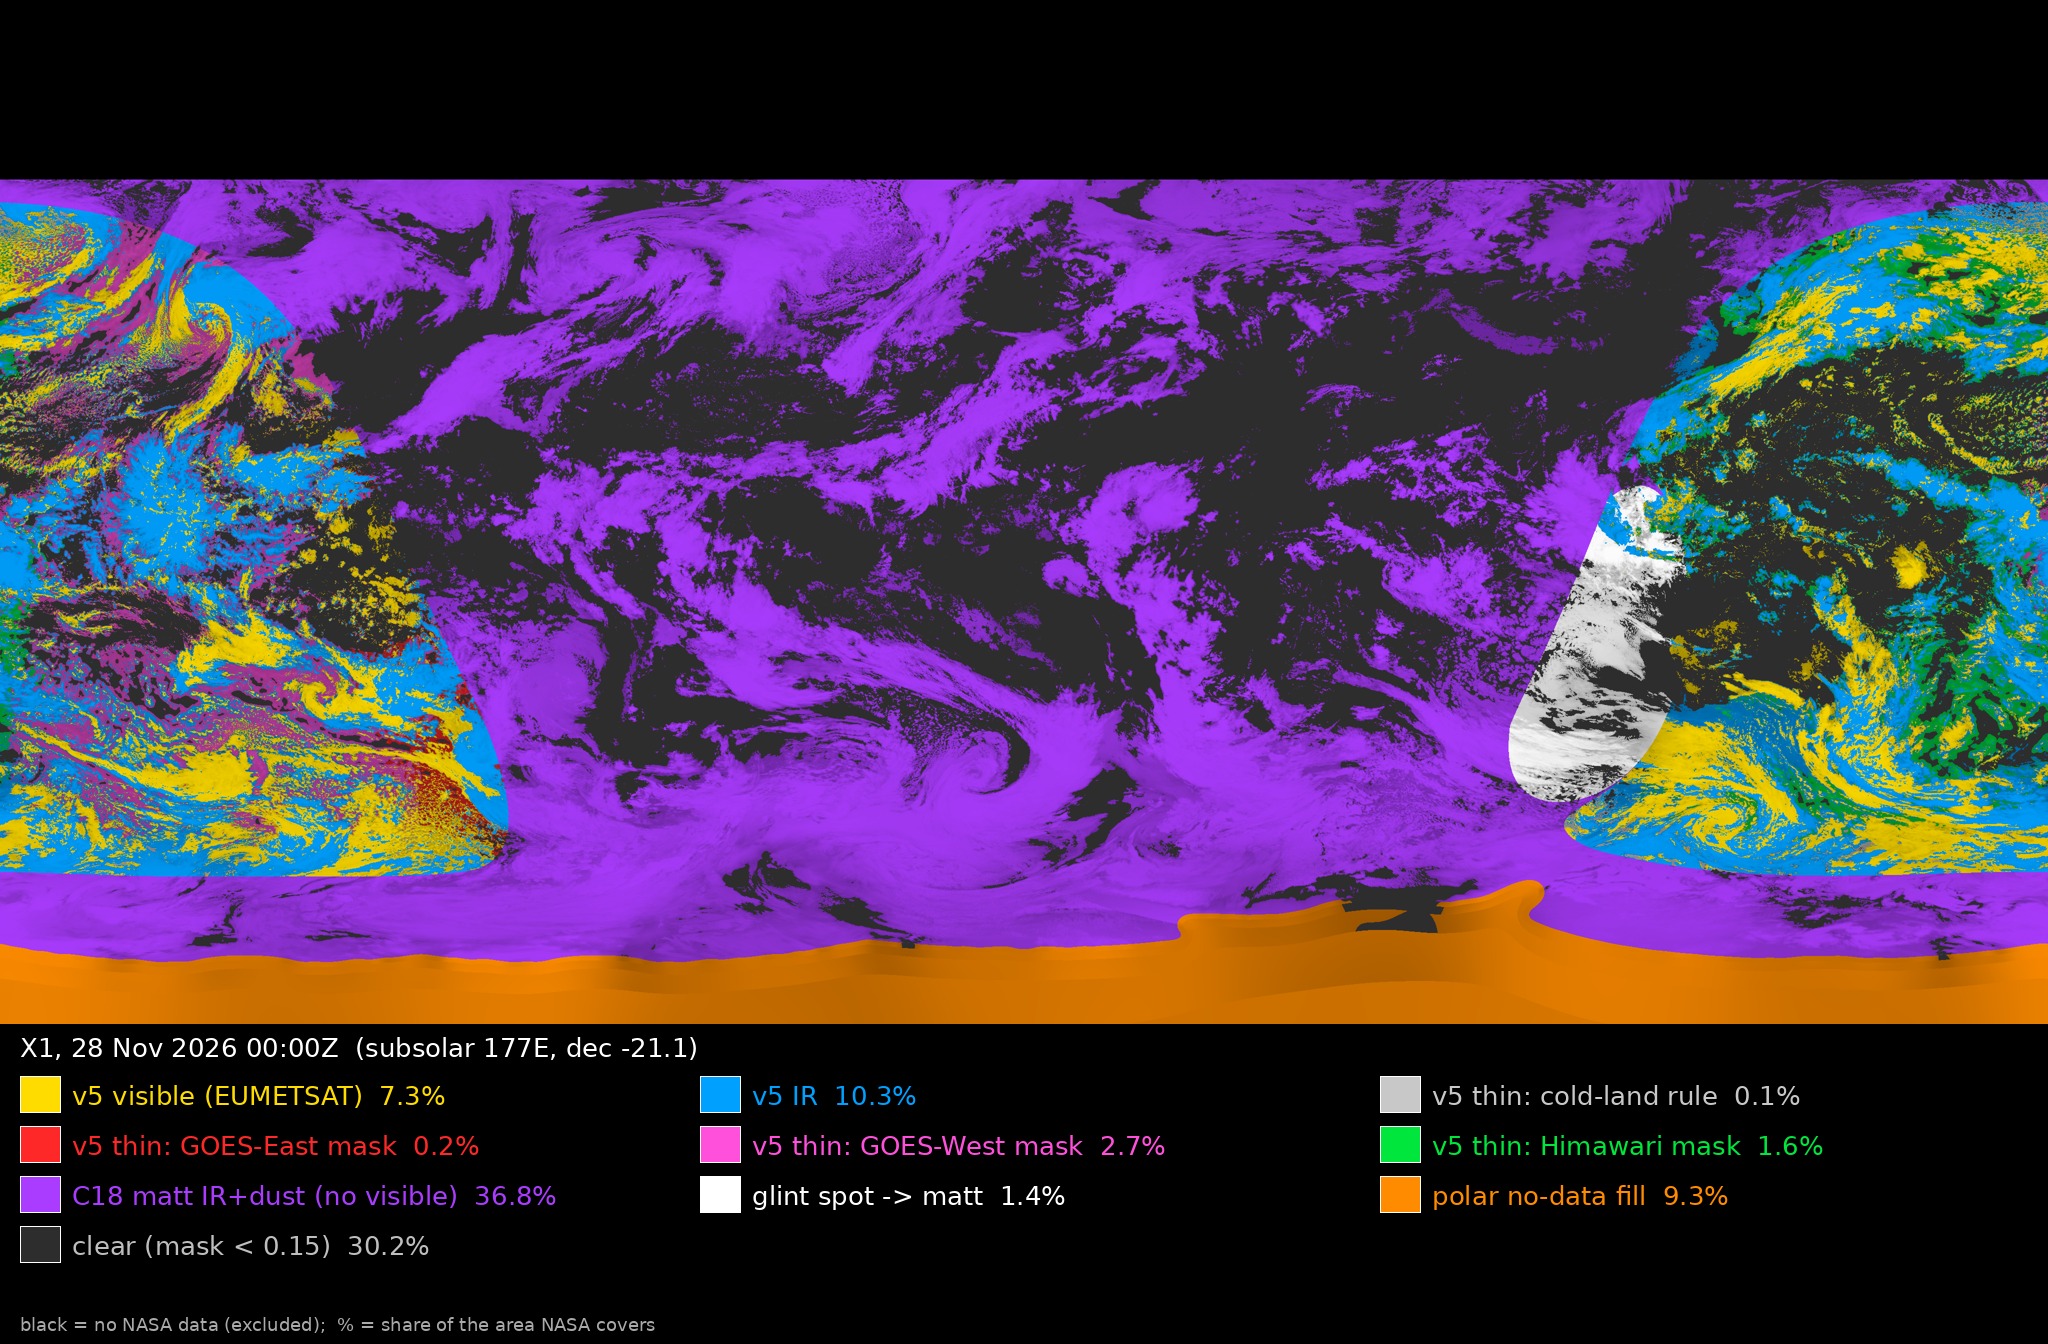 X1, 28 Nov 2026 00:00Z  (subsolar 177E, dec -21.1)
v5 visible (EUMETSAT)  7.3%
v5 IR  10.3%
v5 thin: cold-land rule  0.1%
v5 thin: GOES-East mask  0.2%
v5 thin: GOES-West mask  2.7%
v5 thin: Himawari mask  1.6%
C18 matt IR+dust (no visible)  36.8%
glint spot -> matt  1.4%
polar no-data fill  9.3%
clear (mask < 0.15)  30.2%
black = no NASA data (excluded);  % = share of the area NASA covers